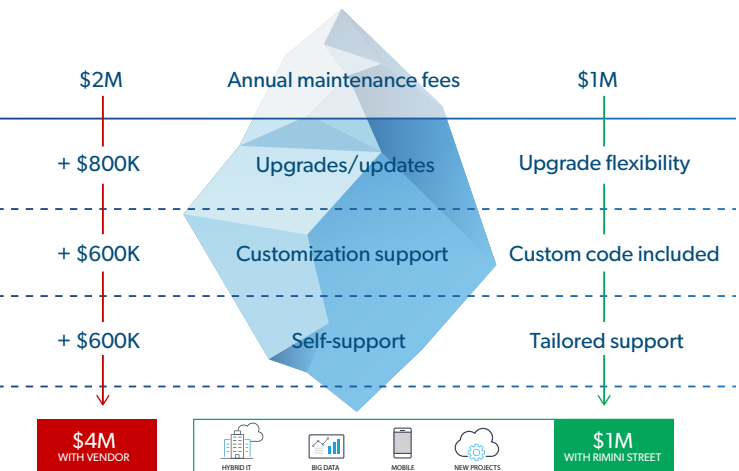 $2M Annual maintenance fees $1M
+ $800K Upgrades/updates Upgrade flexibility
+ $600K Customization support Custom code included
+ $600K Self-support Tailored support
$4M
WITH VENDOR
HYBRID IT
BIG DATA
MOBILE
NEW PROJECTS
$1M
WITH RIMINI STREET